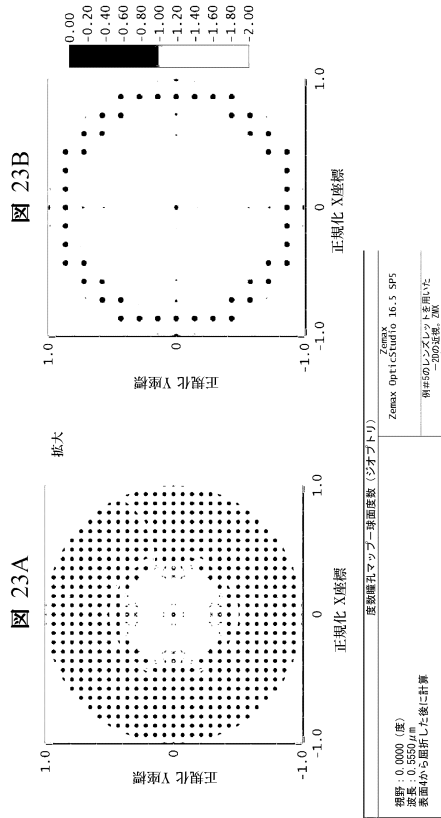 図 23A
拡大
1.0
0
-1.0
正規化 Y座標
-1.0
0
1.0
正規化 X座標
図 23B
1.0
0
-1.0
正規化 Y座標
-1.0
0
1.0
正規化 X座標
0.00
-0.20
-0.40
-0.60
-0.80
-1.00
-1.20
-1.40
-1.60
-1.80
-2.00
度数瞳孔マップー球面度数（ジオプトリ）
視野：0.0000（度）
波長：0.5550μm
表面4から屈折した後に計算
Zemax
Zemax OpticStudio 16.5 SP5
例#5のレンズレットを用いた
－2Dの近視。ZMX